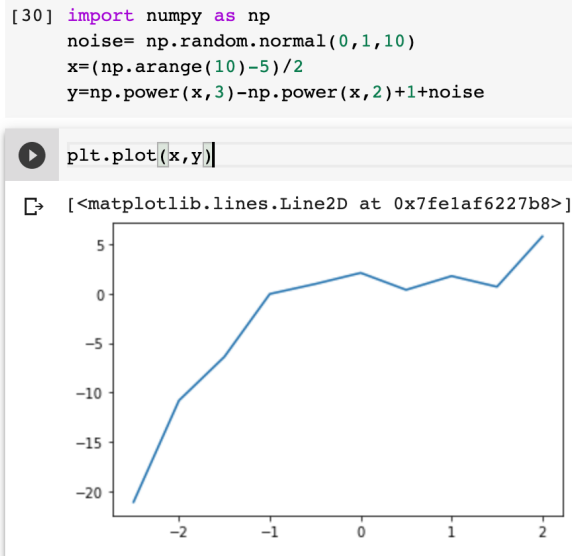 [30] import numpy as np
noise= np.random.normal(0,1,10)
x=(np.arange(10)-5)/2
y=np.power(x,3)-np.power(x,2)+1+noise
plt.plot(x,y)
[<matplotlib.lines.Line2D at 0x7fe1af6227b8>]
5
0
−5
−10
−15
−20
−2 −1 0 1 2